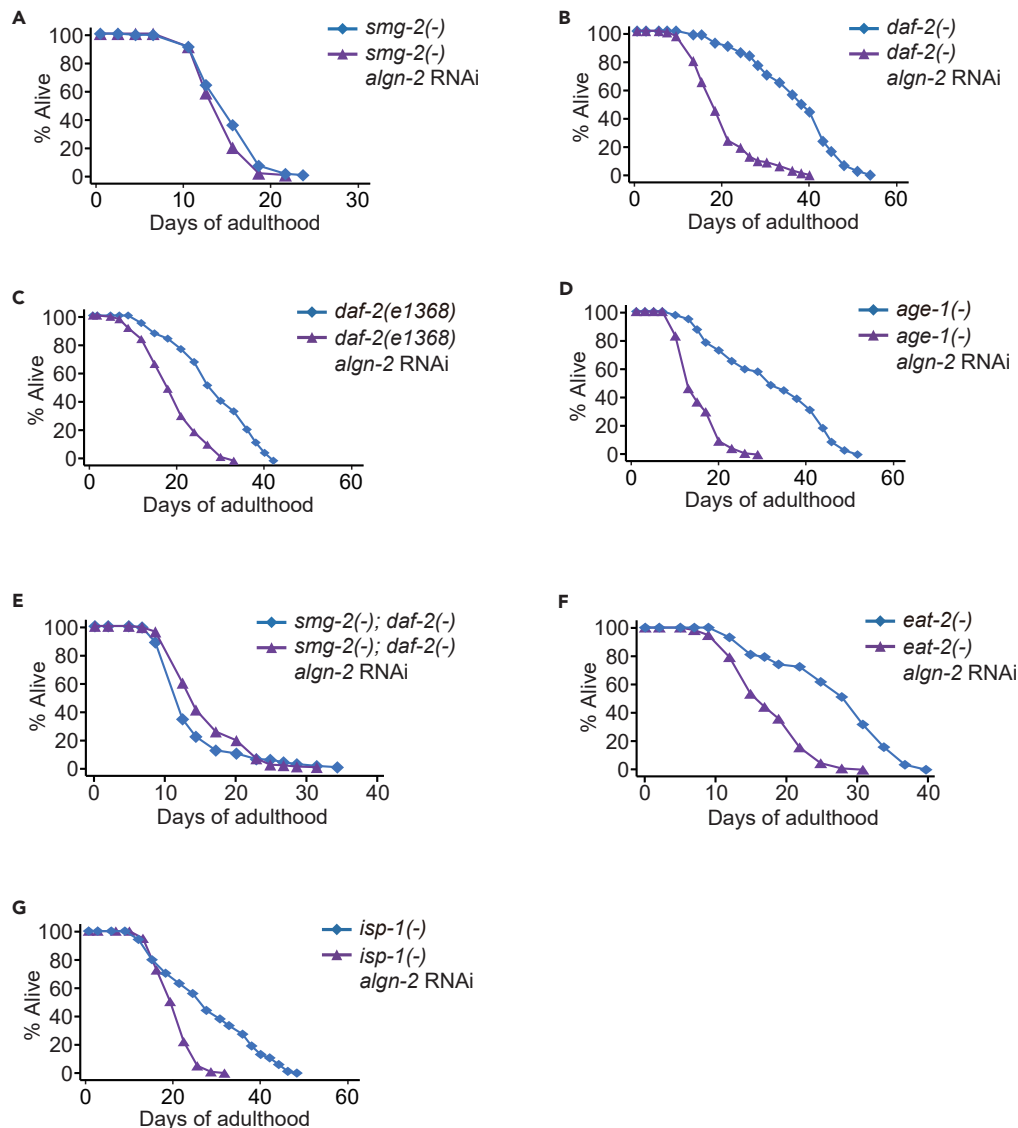 A
smg-2(-)
smg-2(-)
algn-2 RNAi
% Alive
100
80
60
40
20
0
0 10 20 30
Days of adulthood
B
daf-2(-)
daf-2(-)
algn-2 RNAi
% Alive
100
80
60
40
20
0
0 20 40 60
Days of adulthood
C
daf-2(e1368)
daf-2(e1368)
algn-2 RNAi
% Alive
100
80
60
40
20
0
0 20 40 60
Days of adulthood
D
age-1(-)
age-1(-)
algn-2 RNAi
% Alive
100
80
60
40
20
0
0 20 40 60
Days of adulthood
E
smg-2(-); daf-2(-)
smg-2(-); daf-2(-)
algn-2 RNAi
% Alive
100
80
60
40
20
0
0 10 20 30 40
Days of adulthood
F
eat-2(-)
eat-2(-)
algn-2 RNAi
% Alive
100
80
60
40
20
0
0 10 20 30 40
Days of adulthood
G
isp-1(-)
isp-1(-)
algn-2 RNAi
% Alive
100
80
60
40
20
0
0 20 40 60
Days of adulthood